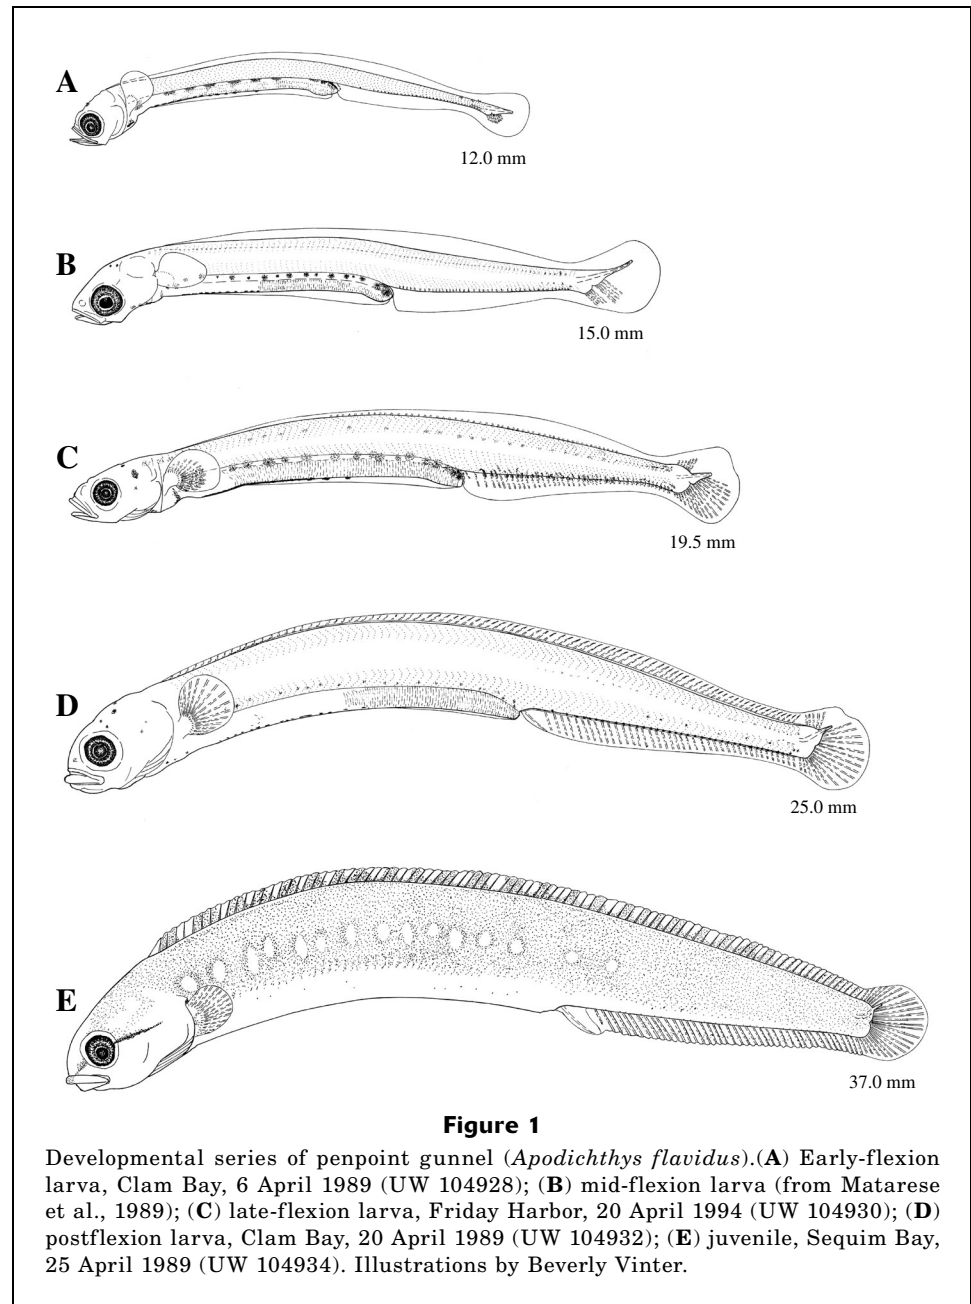 A
12.0 mm
B
15.0 mm
C
19.5 mm
D
25.0 mm
E
37.0 mm
Figure 1
Developmental series of penpoint gunnel (Apodichthys flavidus).(A) Early-flexion
larva, Clam Bay, 6 April 1989 (UW 104928); (B) mid-flexion larva (from Matarese
et al., 1989); (C) late-flexion larva, Friday Harbor, 20 April 1994 (UW 104930); (D)
postflexion larva, Clam Bay, 20 April 1989 (UW 104932); (E) juvenile, Sequim Bay,
25 April 1989 (UW 104934). Illustrations by Beverly Vinter.